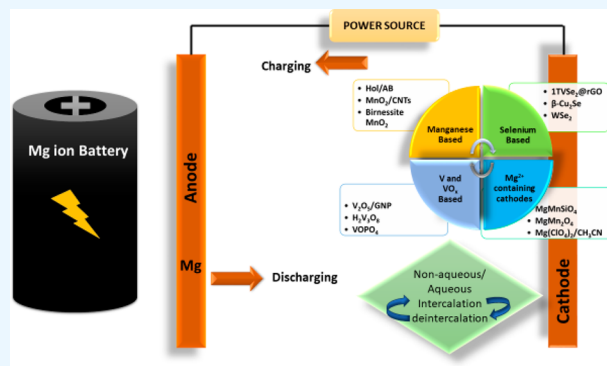 POWER SOURCE
Charging
Mg ion Battery
Anode
Mg
Discharging
• Hol/AB
• MnO₂/CNTs
• Birnessite
MnO₂
Manganese
Based
• 1TVSe₂@rGO
• β-Cu₂Se
• WSe₂
Selenium
Based
• V₂O₅/GNP
• H₂V₃O₈
• VOPO₄
V and
VOₓ
Based
Mg²⁺
containing
cathodes
MgMnSiO₄
• MgMn₂O₄
• Mg(ClO₄)₂/CH₃CN
Non-aqueous/
Aqueous
Intercalation
deintercalation
Cathode